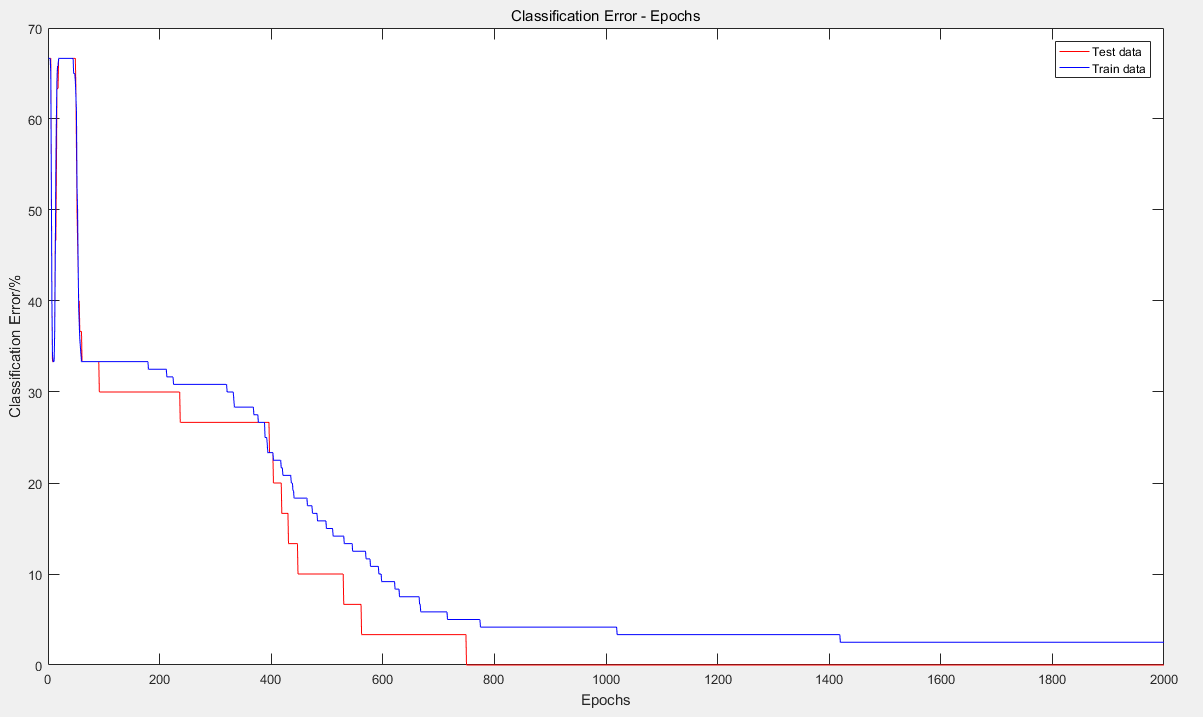 Classification Error - Epochs
Test data
Train data
Classification Error/%
70
60
50
40
30
20
10
0
0 200 400 600 800 1000 1200 1400 1600 1800 2000
Epochs